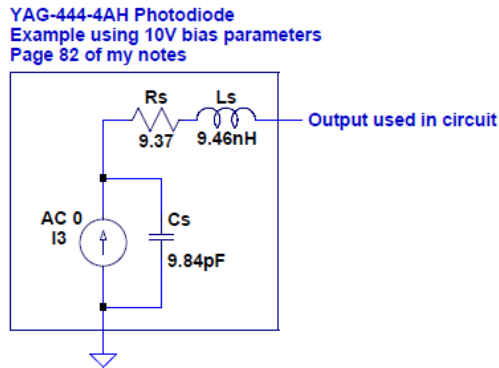 YAG-444-4AH Photodiode
Example using 10V bias parameters
Page 82 of my notes
Rs
Ls
9.37
9.46nH
Output used in circuit
AC 0
I3
Cs
9.84pF